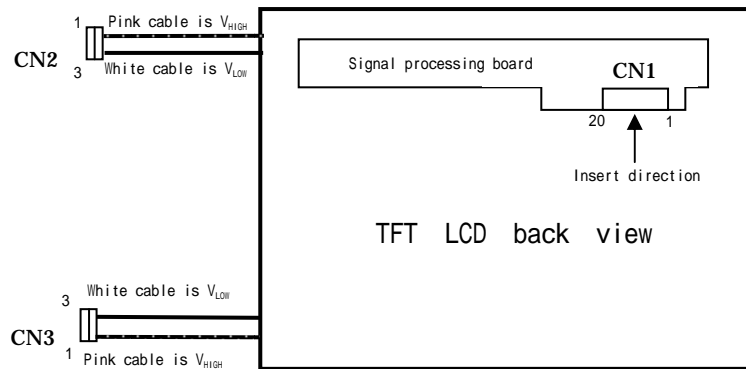 1 Pink cable is VHIGH
CN2
3 White cable is VLOW
Signal processing board
CN1
20 1
Insert direction
TFT LCD back view
White cable is VLOW
3
CN3
1
Pink cable is VHIGH